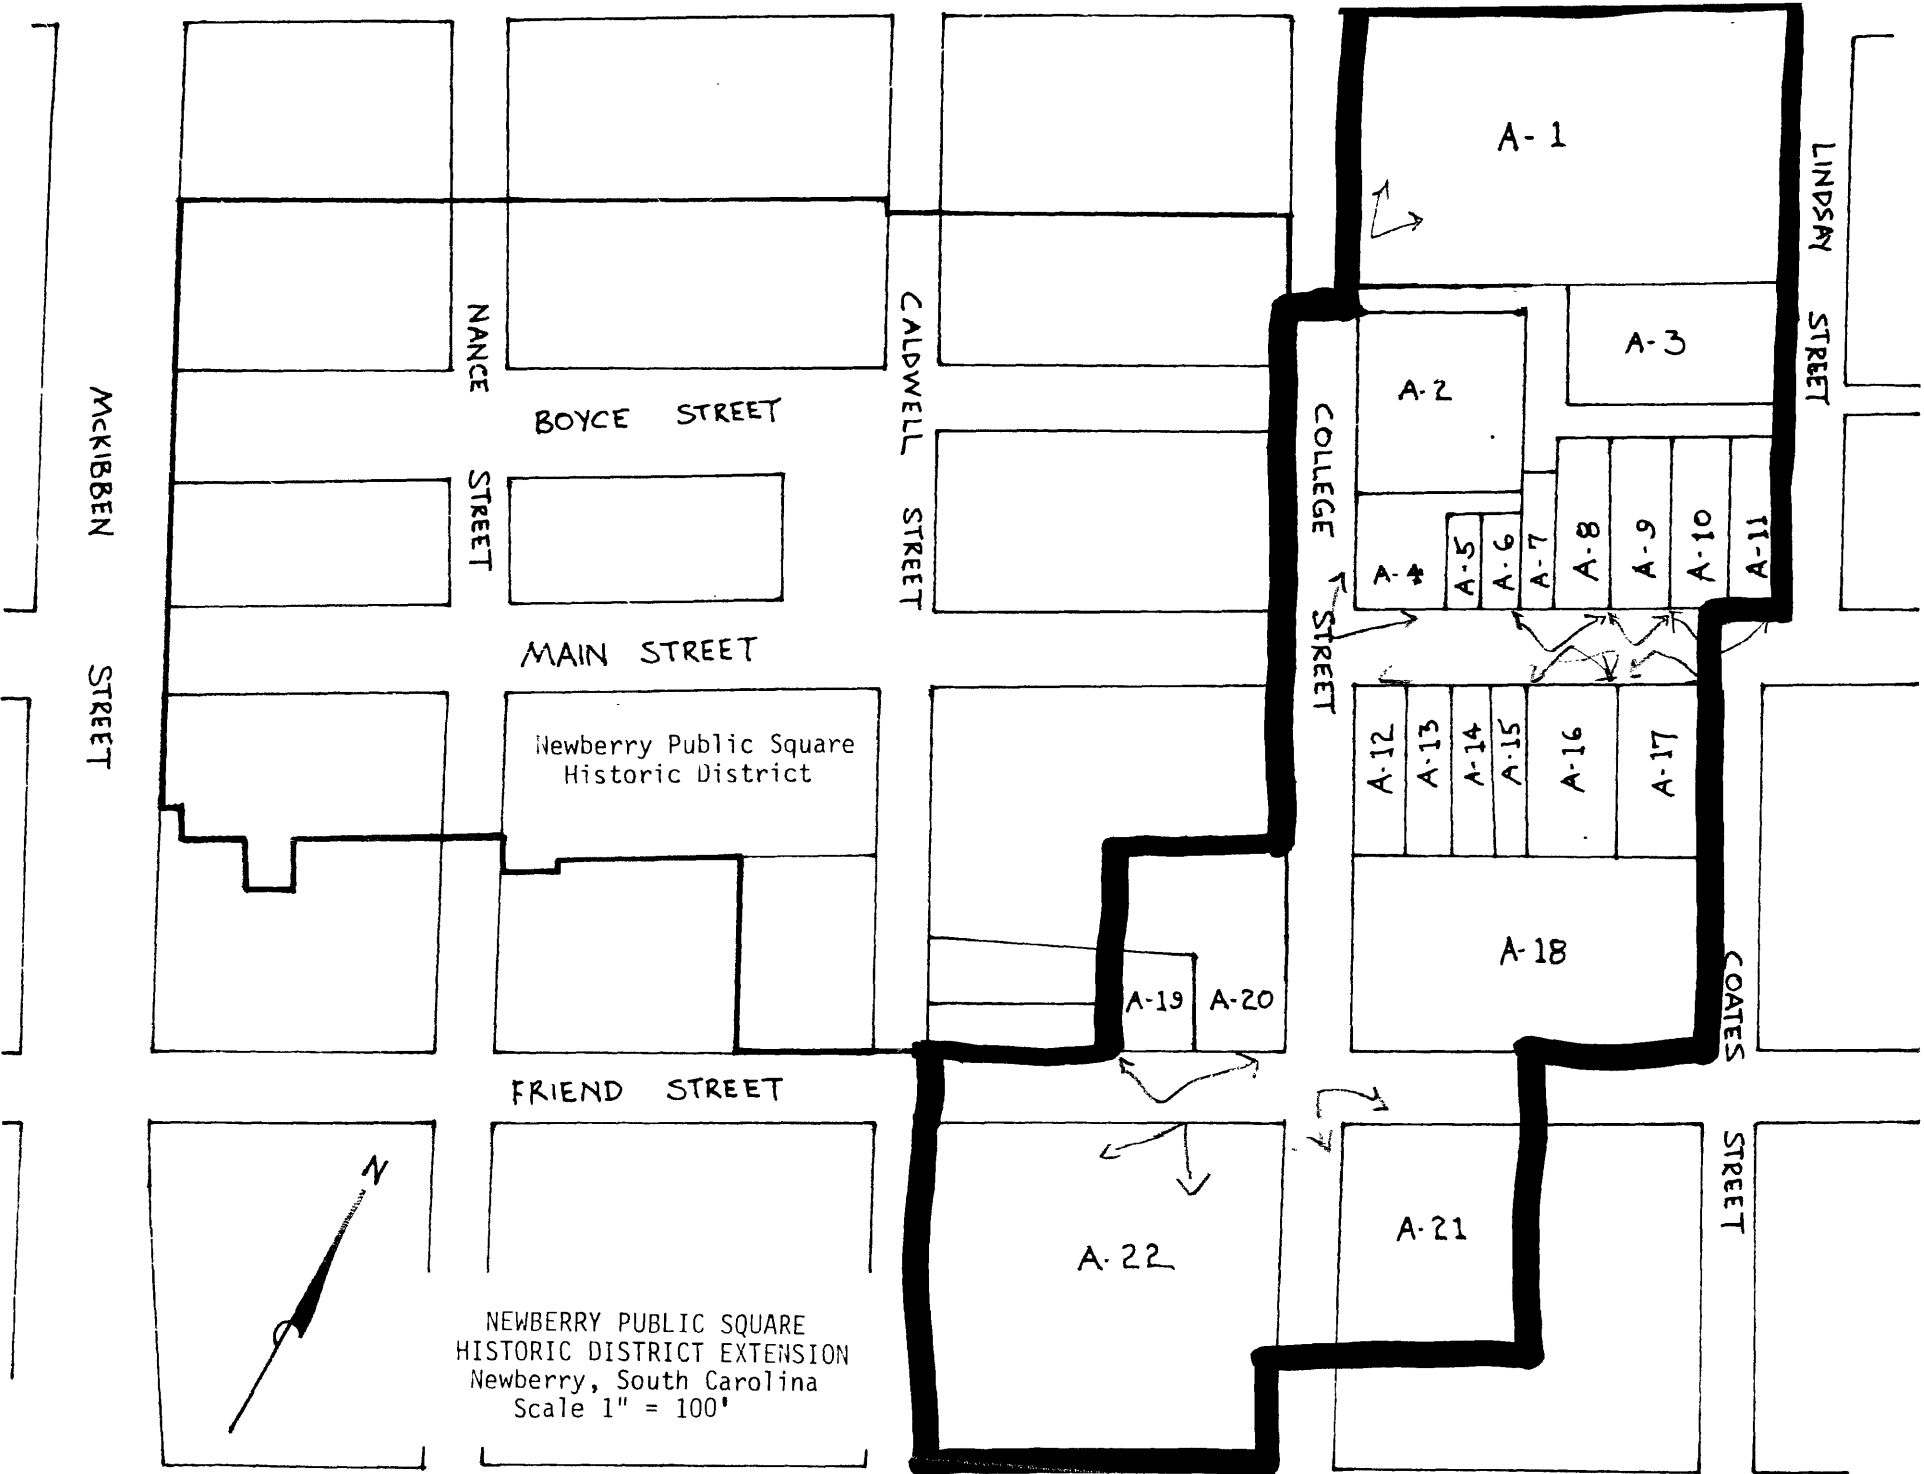 A-1
LINDSAY STREET
A-3
A-2
NANCE STREET
CALDWELL STREET
BOYCE STREET
MCKIBBEN STREET
COLLEGE STREET
A-4
A-5
A-6
A-7
A-8
A-9
A-10
A-11
MAIN STREET
Newberry Public Square
Historic District
A-12
A-13
A-14
A-15
A-16
A-17
A-18
COATES STREET
A-19
A-20
FRIEND STREET
N
A-21
A-22
NEWBERRY PUBLIC SQUARE
HISTORIC DISTRICT EXTENSION
Newberry, South Carolina
Scale 1" = 100'